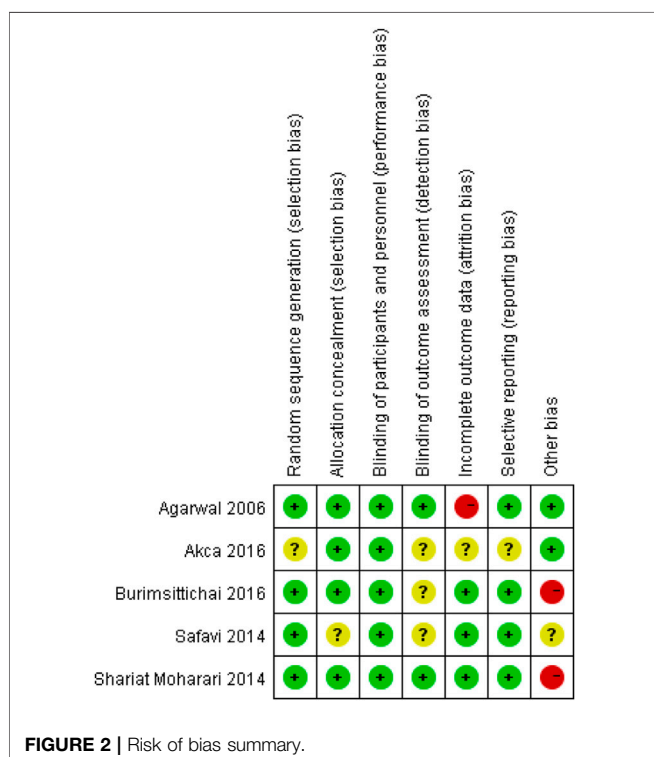 Random sequence generation (selection bias)
Allocation concealment (selection bias)
Blinding of participants and personnel (performance bias)
Blinding of outcome assessment (detection bias)
Incomplete outcome data (attrition bias)
Selective reporting (reporting bias)
Other bias
Agarwal 2006 + + + + - + +
Akca 2016 ? + + ? ? ? +
Burimsittichai 2016 + + + ? + + -
Safavi 2014 + ? + ? + + ?
Shariat Moharari 2014 + + + + + + -
FIGURE 2 | Risk of bias summary.